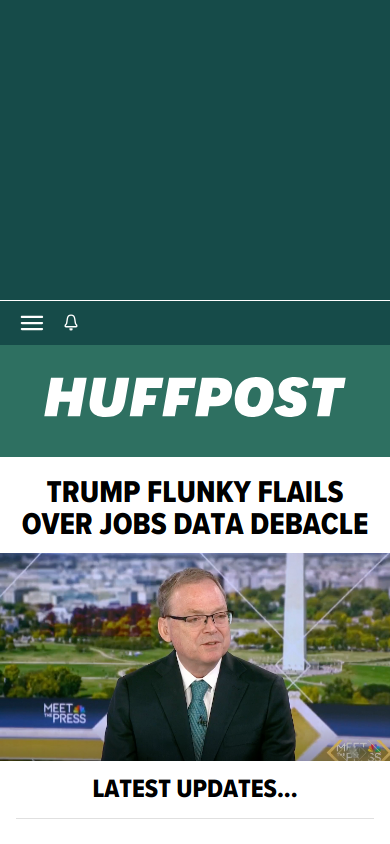 HUFFPOST
TRUMP FLUNKY FLAILS
OVER JOBS DATA DEBACLE
MEET
THE PRESS
MEET
THE PRESS
LATEST UPDATES...